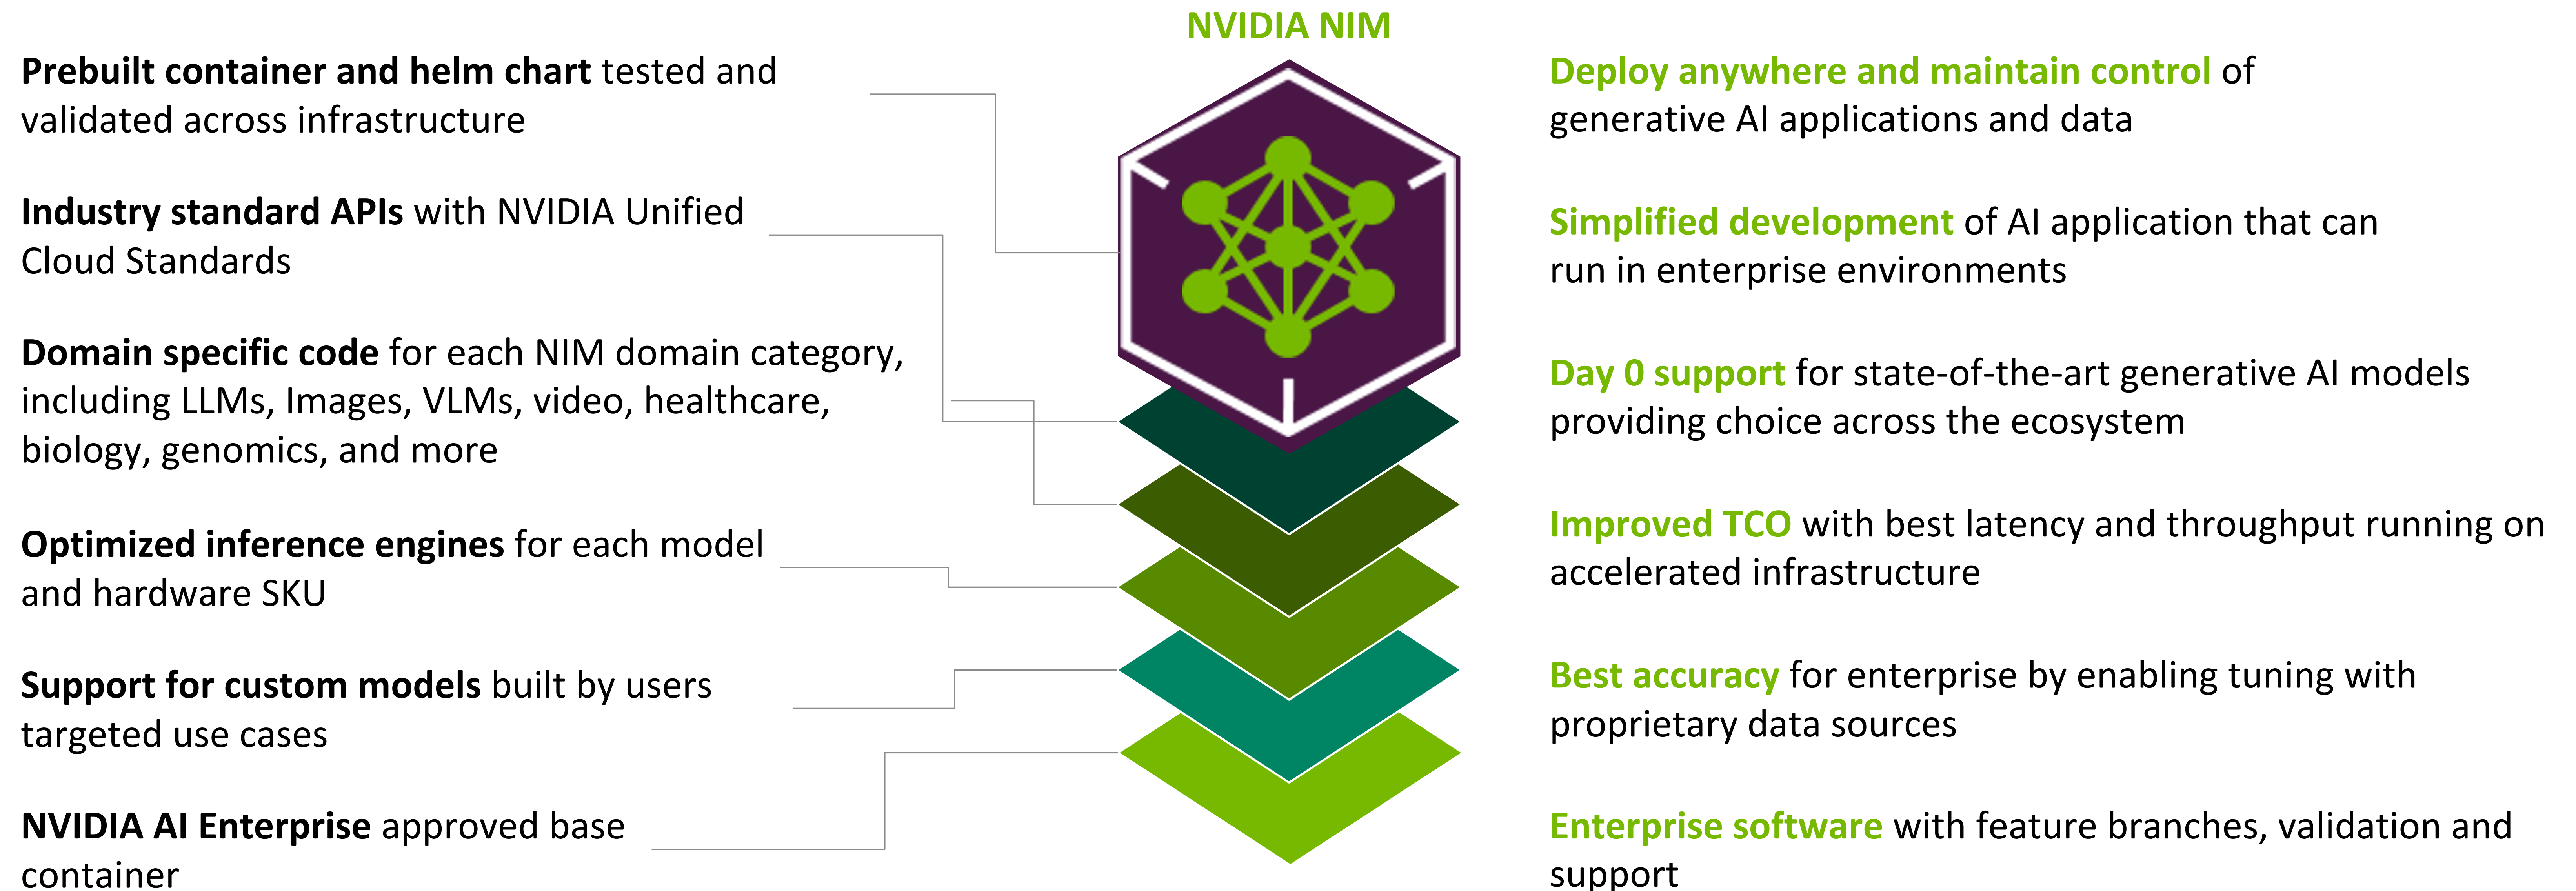 NVIDIA NIM
Prebuilt container and helm chart tested and
validated across infrastructure
Industry standard APIs with NVIDIA Unified
Cloud Standards
Domain specific code for each NIM domain category,
including LLMs, Images, VLMs, video, healthcare,
biology, genomics, and more
Optimized inference engines for each model
and hardware SKU
Support for custom models built by users
targeted use cases
NVIDIA AI Enterprise approved base
container
Deploy anywhere and maintain control of
generative AI applications and data
Simplified development of AI application that can
run in enterprise environments
Day 0 support for state-of-the-art generative AI models
providing choice across the ecosystem
Improved TCO with best latency and throughput running on
accelerated infrastructure
Best accuracy for enterprise by enabling tuning with
proprietary data sources
Enterprise software with feature branches, validation and
support